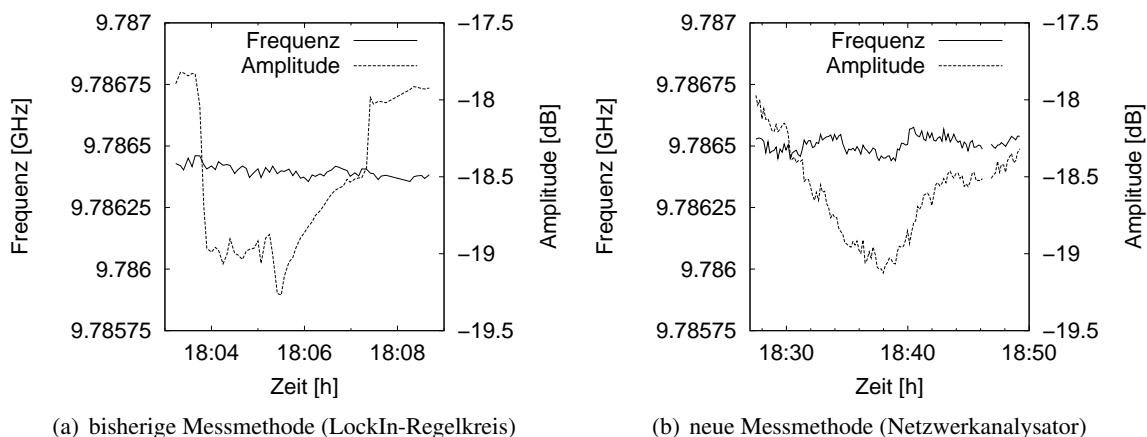 9.787
9.78675
9.7865
9.78625
9.786
9.78575
Frequenz [GHz]
Frequenz
Amplitude
−17.5
−18
−18.5
−19
−19.5
Amplitude [dB]
18:04
18:06
18:08
Zeit [h]
(a) bisherige Messmethode (LockIn-Regelkreis)
9.787
9.78675
9.7865
9.78625
9.786
9.78575
Frequenz [GHz]
Frequenz
Amplitude
−17.5
−18
−18.5
−19
−19.5
Amplitude [dB]
18:30
18:40
18:50
Zeit [h]
(b) neue Messmethode (Netzwerkanalysator)